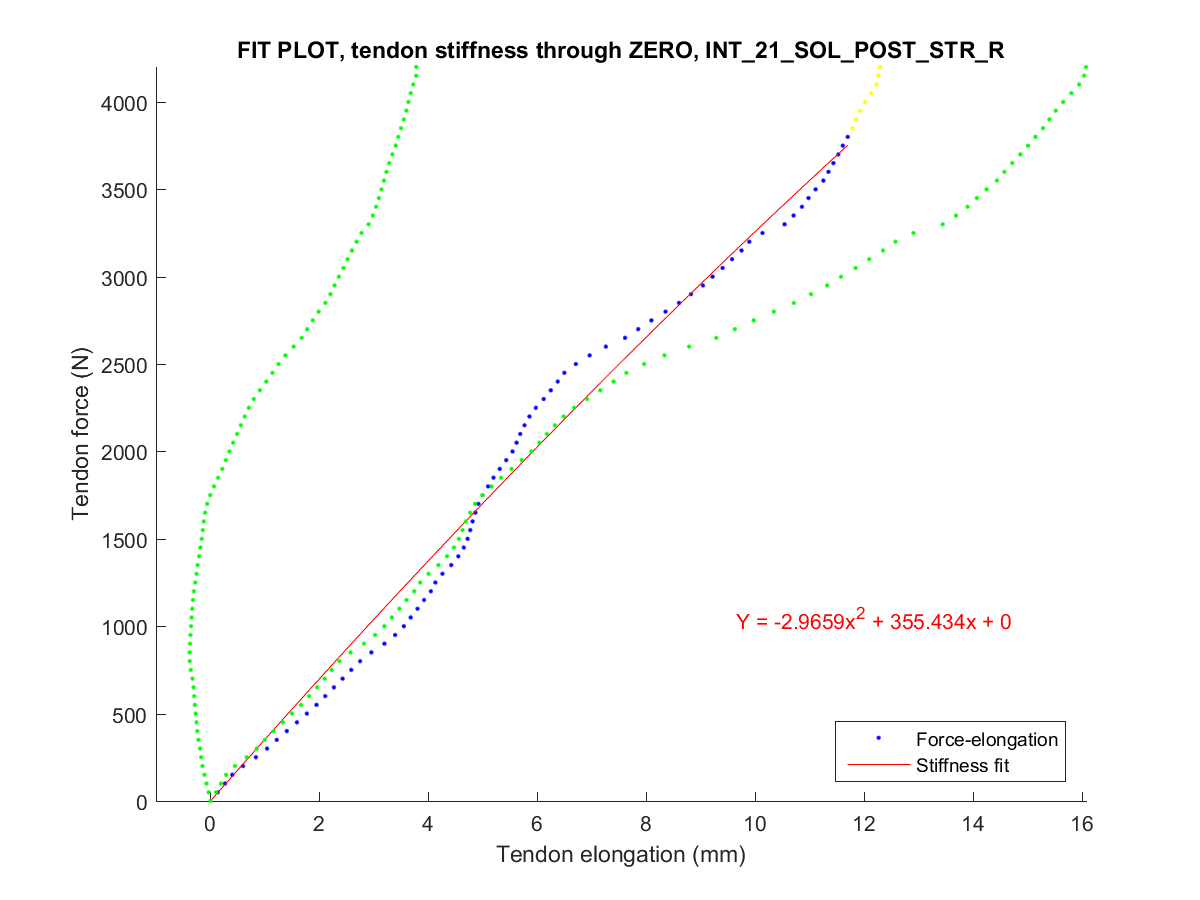 FIT PLOT, tendon stiffness through ZERO, INT_21_SOL_POST_STR_R
Tendon force (N)
4000
3500
3000
2500
2000
1500
1000
500
0
Y = -2.9659x² + 355.434x + 0
Force-elongation
Stiffness fit
0 2 4 6 8 10 12 14 16
Tendon elongation (mm)